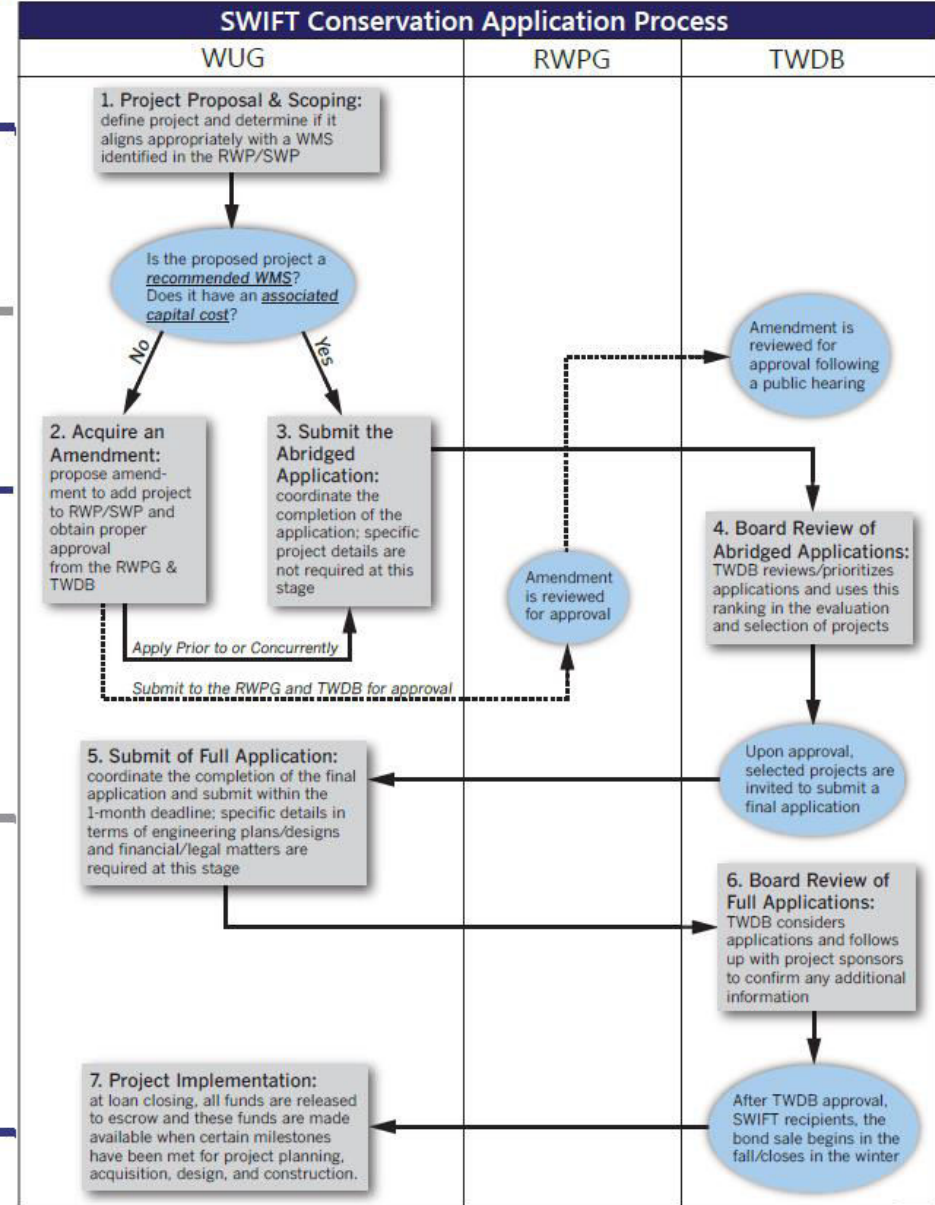 SWIFT Conservation Application Process
WUG
RWPG
TWDB
1. Project Proposal & Scoping:
define project and determine if it
aligns appropriately with a WMS
identified in the RWP/SWP
Is the proposed project a
recommended WMS?
Does it have an associated
capital cost?
No
Yes
Amendment is
reviewed for
approval following
a public hearing
2. Acquire an
Amendment:
propose amend-
ment to add project
to RWP/SWP and
obtain proper
approval
from the RWPG &
TWDB
3. Submit the
Abridged
Application:
coordinate the
completion of the
application; specific
project details are
not required at this
stage
Amendment
is reviewed
for approval
4. Board Review of
Abridged Applications:
TWDB reviews/prioritizes
applications and uses this
ranking in the evaluation
and selection of projects
Apply Prior to or Concurrently
Submit to the RWPG and TWDB for approval
Upon approval,
selected projects are
invited to submit a
final application
5. Submit of Full Application:
coordinate the completion of the final
application and submit within the
1-month deadline; specific details in
terms of engineering plans/designs
and financial/legal matters are
required at this stage
6. Board Review of
Full Applications:
TWDB considers
applications and follows
up with project sponsors
to confirm any additional
information
After TWDB approval,
SWIFT recipients, the
bond sale begins in the
fall/closes in the winter
7. Project Implementation:
at loan closing, all funds are released
to escrow and these funds are made
available when certain milestones
have been met for project planning,
acquisition, design, and construction.